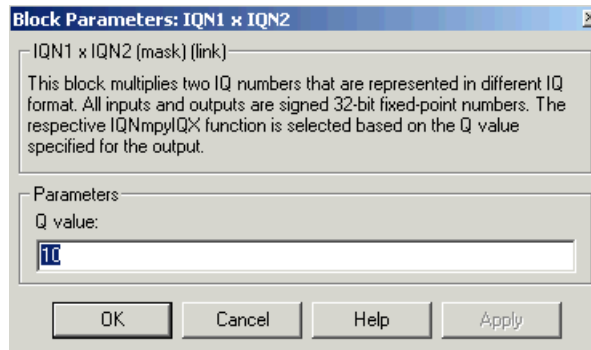 Block Parameters: IQN1 x IQN2
IQN1 x IQN2 (mask) (link)
This block multiplies two IQ numbers that are represented in different IQ
format. All inputs and outputs are signed 32-bit fixed-point numbers. The
respective IQNmpyIQX function is selected based on the Q value
specified for the output.
Parameters
Q value:
10
OK Cancel Help Apply